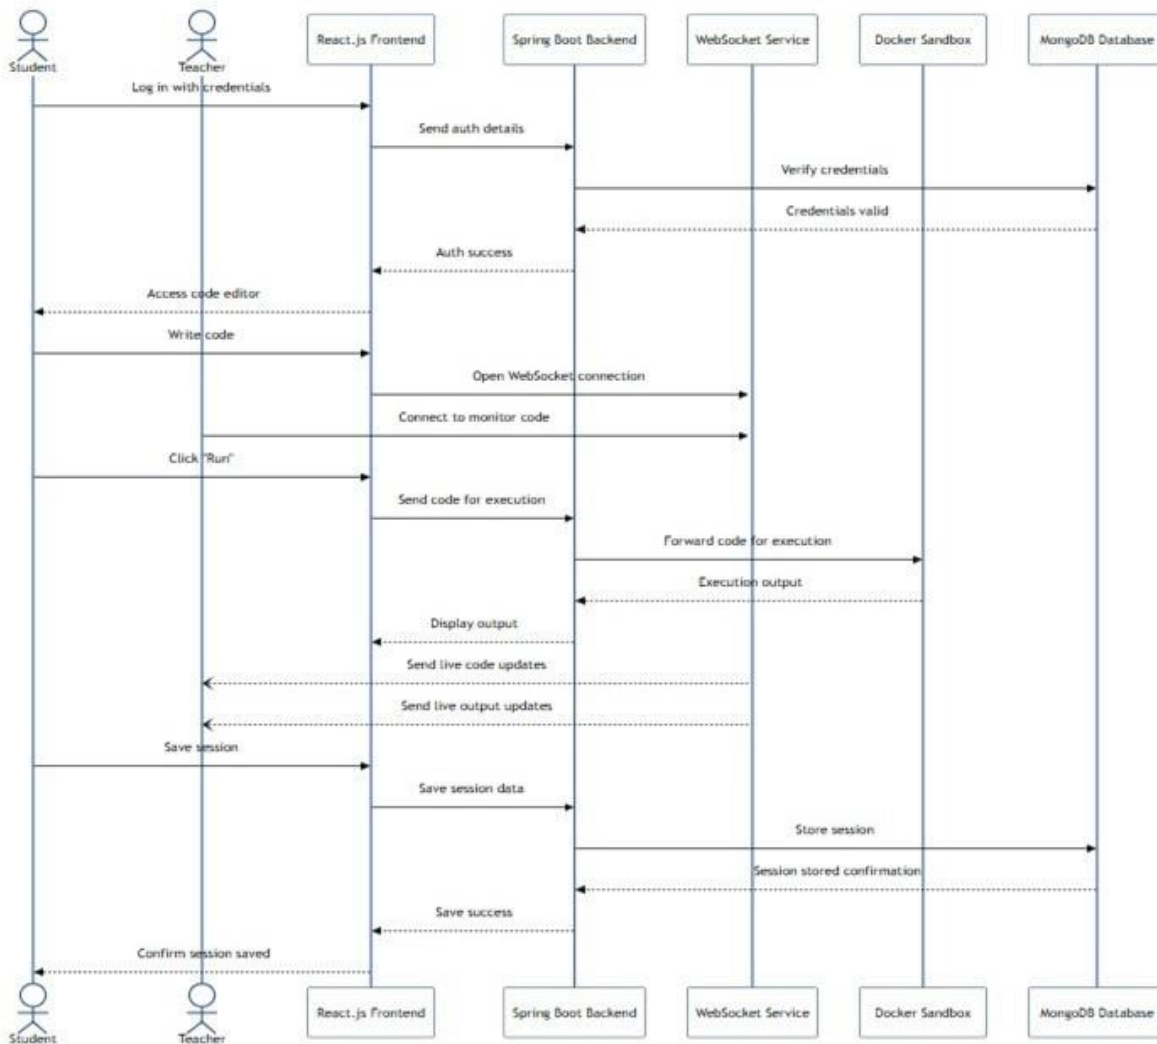 Student
Teacher
React.js Frontend
Spring Boot Backend
WebSocket Service
Docker Sandbox
MongoDB Database
Log in with credentials
Send auth details
Verify credentials
Credentials valid
Auth success
Access code editor
Write code
Open WebSocket connection
Connect to monitor code
Click "Run"
Send code for execution
Forward code for execution
Execution output
Display output
Send live code updates
Send live output updates
Save session
Save session data
Store session
Session stored confirmation
Save success
Confirm session saved
Student
Teacher
React.js Frontend
Spring Boot Backend
WebSocket Service
Docker Sandbox
MongoDB Database